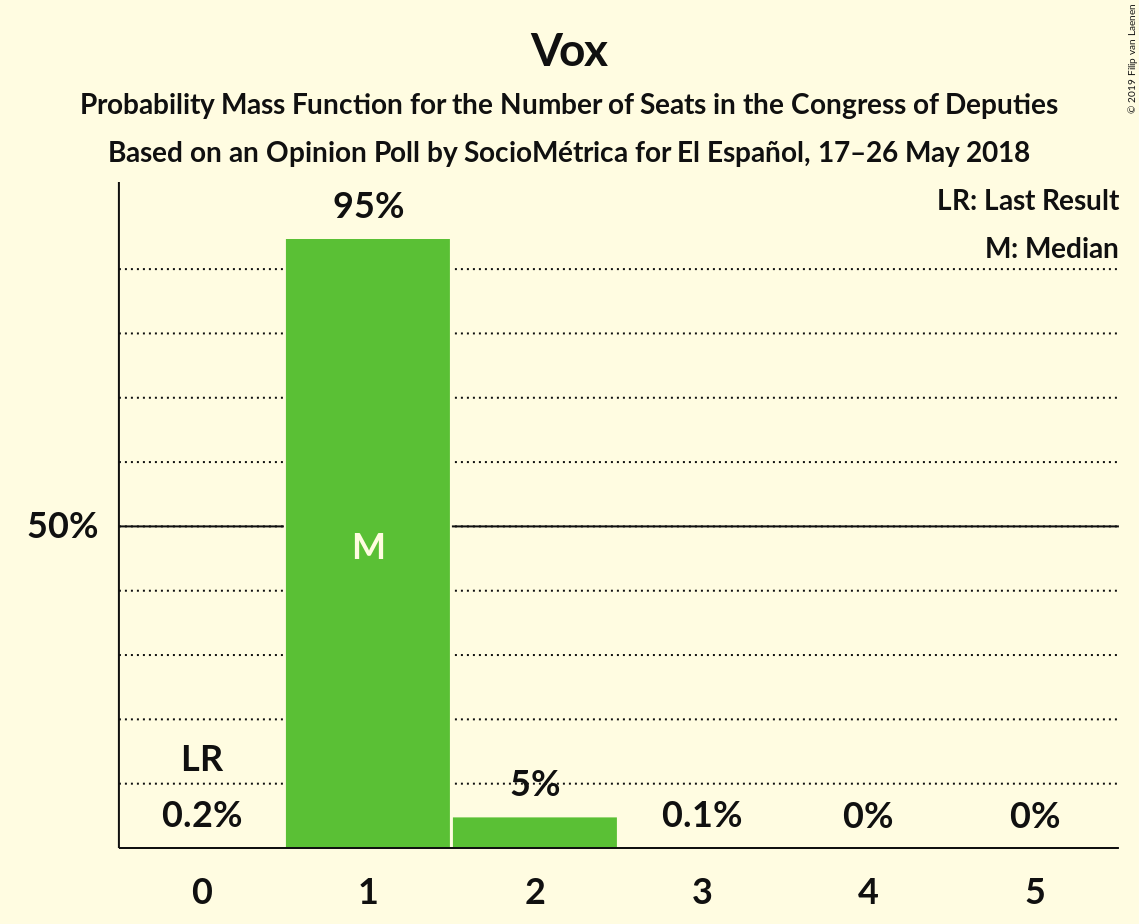 Vox
Probability Mass Function for the Number of Seats in the Congress of Deputies
Based on an Opinion Poll by SocioMétrica for El Español, 17–26 May 2018
© 2019 Filip van Laenen
LR: Last Result
M: Median
95%
50%
M
LR
0.2%
5%
0.1%
0%
0%
0 1 2 3 4 5